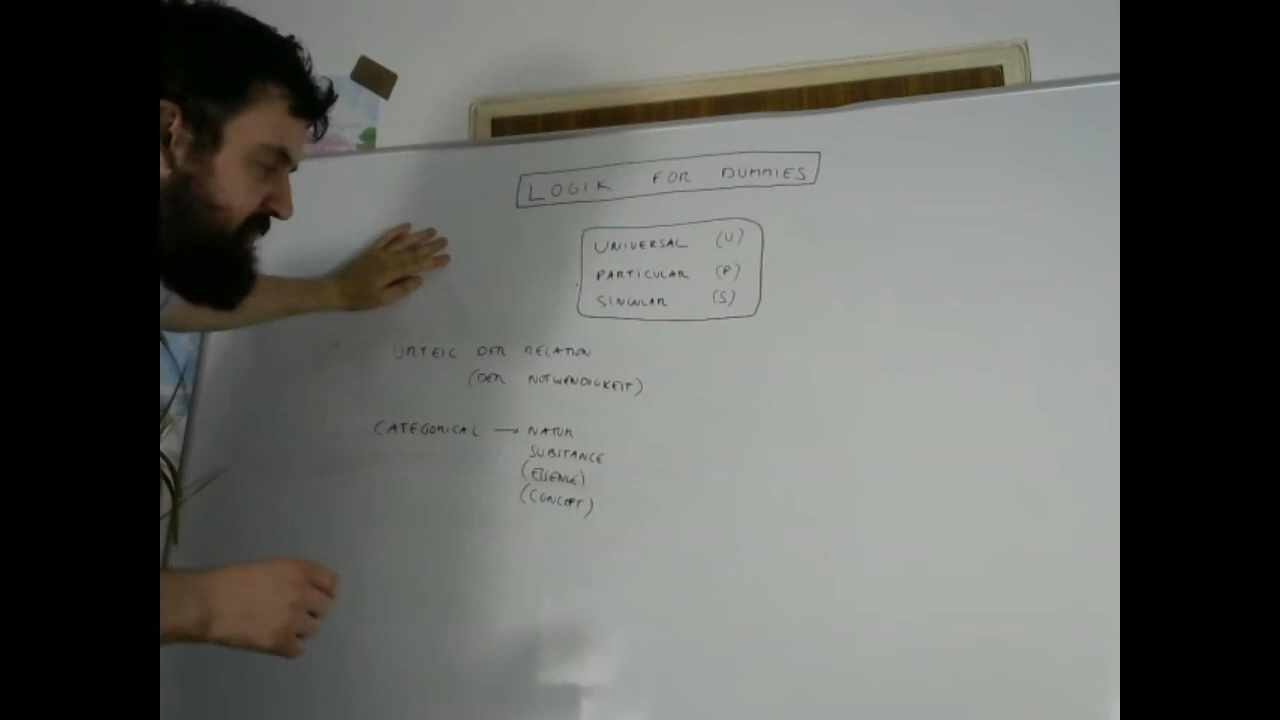 LOGIK FOR DUMMIES
UNIVERSAL (U)
PARTICULAR (P)
SINGULAR (S)
URTEIL DER RELATION
(DER NOTWENDIGKEIT)
CATEGORICAL → NATUR
SUBSTANCE
(ESSENCE)
(CONCEPT)